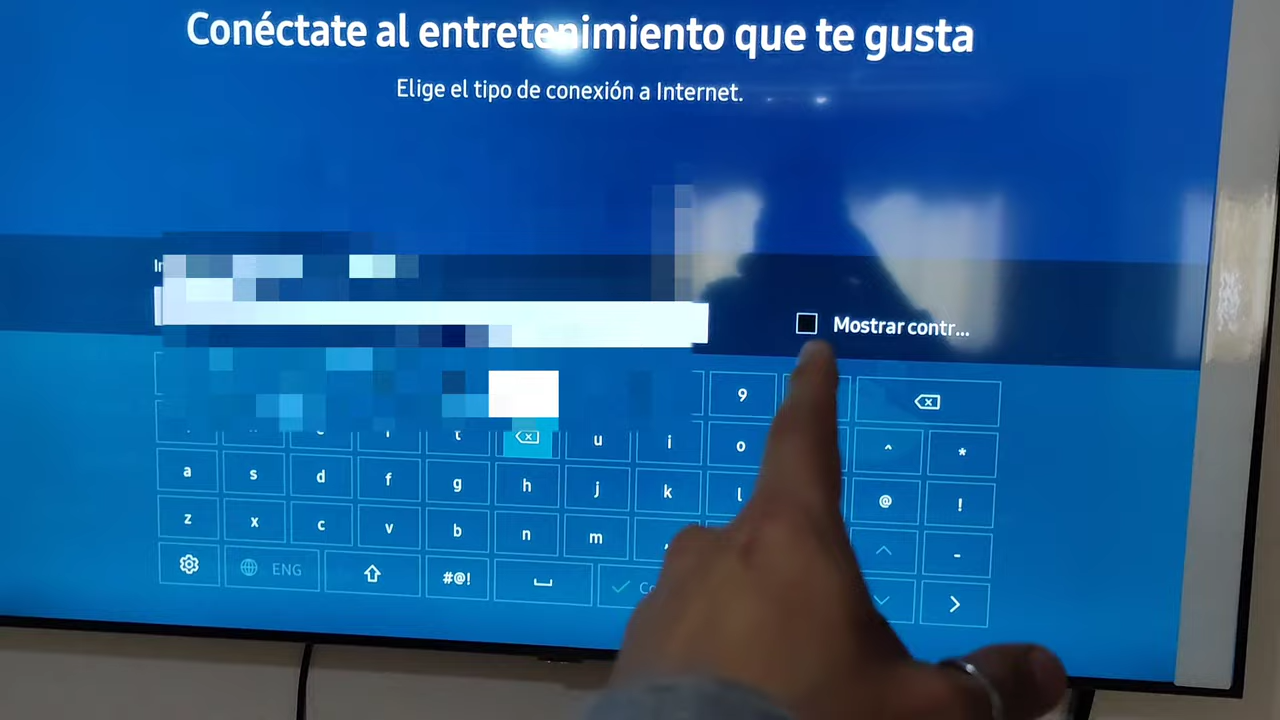 Conéctate al entretenimiento que te gusta
Elige el tipo de conexión a Internet.
Mostrar contr...
9
t u i o ^ *
a s d f g h j k l @ !
z x c v b n m , ^ -
ENG #@! >